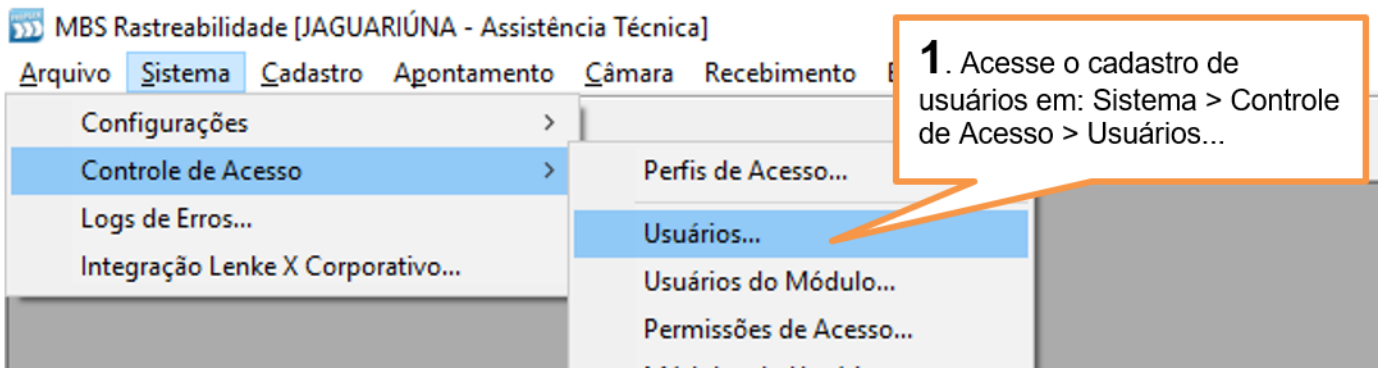 MBS Rastreabilidade [JAGUARIÚNA - Assistência Técnica]
Arquivo Sistema Cadastro Apontamento Câmara Recebimento
1. Acesse o cadastro de
usuários em: Sistema > Controle
de Acesso > Usuários...
Configurações >
Controle de Acesso >
Logs de Erros...
Integração Lenke X Corporativo...
Perfis de Acesso...
Usuários...
Usuários do Módulo...
Permissões de Acesso...